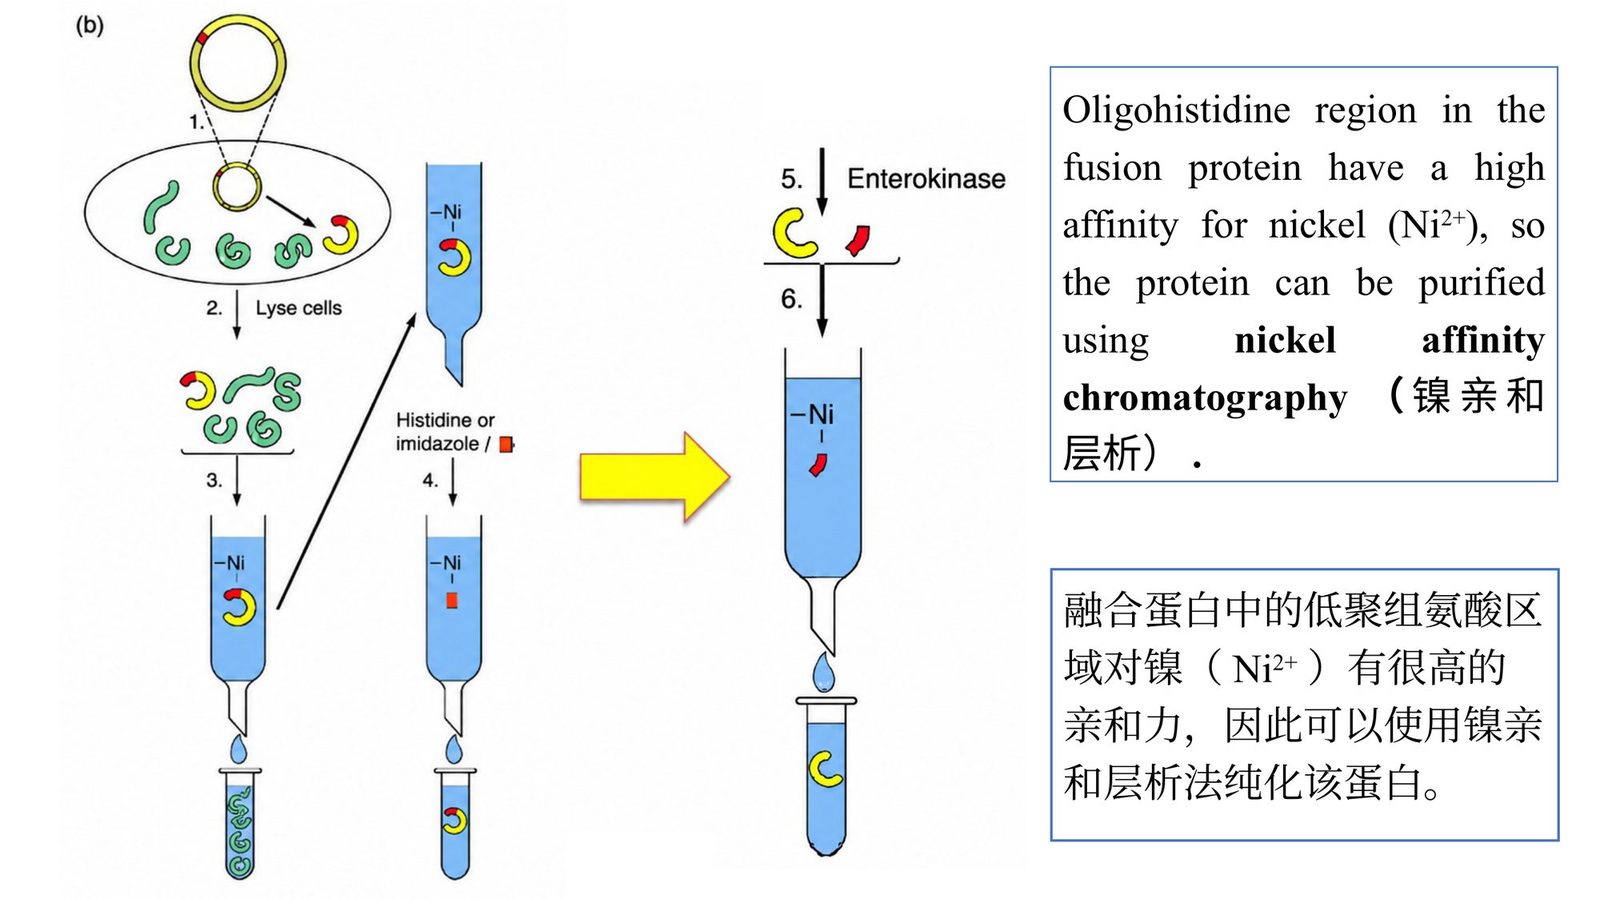 (b)
1.
2. Lyse cells
3.
–Ni
–Ni
Histidine or
imidazole /
4.
–Ni
5. Enterokinase
6.
–Ni
Oligohistidine region in the
fusion protein have a high
affinity for nickel (Ni²⁺), so
the protein can be purified
using nickel affinity
chromatography （镍亲和
层析）.
融合蛋白中的低聚组氨酸区
域对镍（ Ni²⁺ ）有很高的
亲和力，因此可以使用镍亲
和层析法纯化该蛋白。